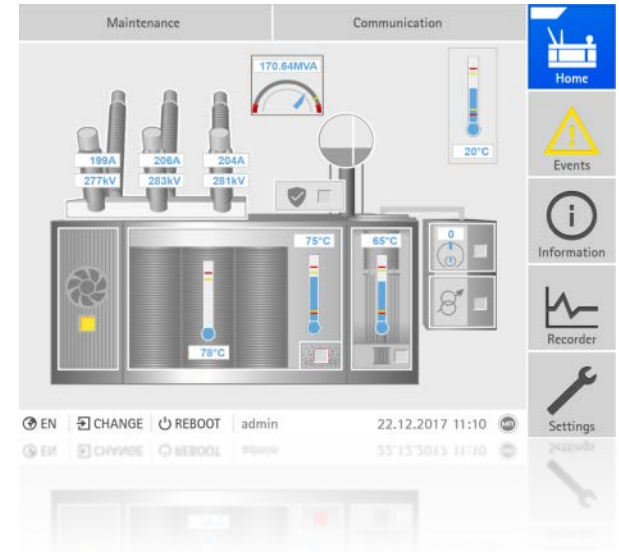 Maintenance Communication
170.64MVA
Home
20°C
199A 206A 204A
277kV 283kV 281kV
Events
75°C 65°C 0
Information
78°C
Recorder
EN CHANGE REBOOT admin 22.12.2017 11:10 MR
Settings